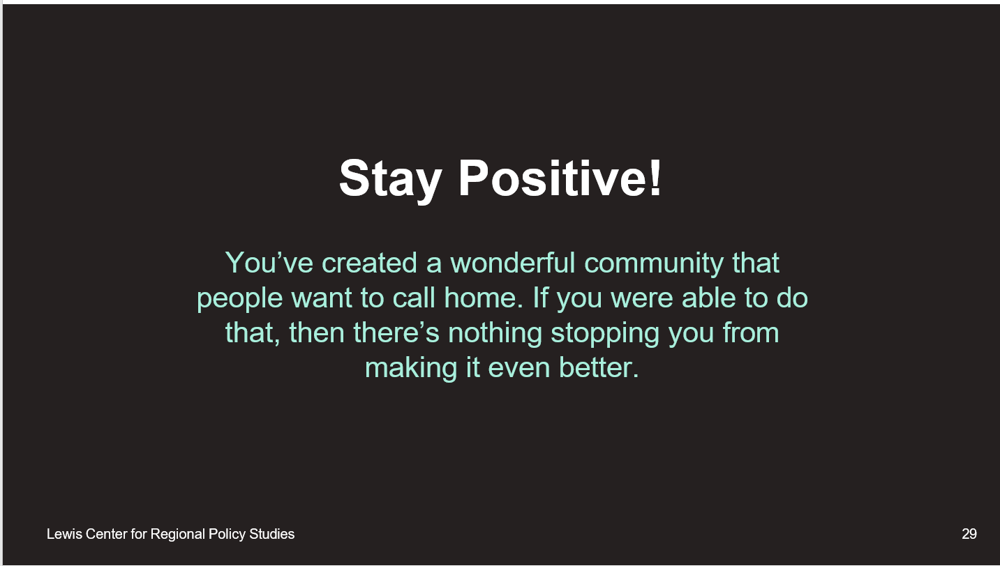 Stay Positive!
You’ve created a wonderful community that
people want to call home. If you were able to do
that, then there’s nothing stopping you from
making it even better.
Lewis Center for Regional Policy Studies
29